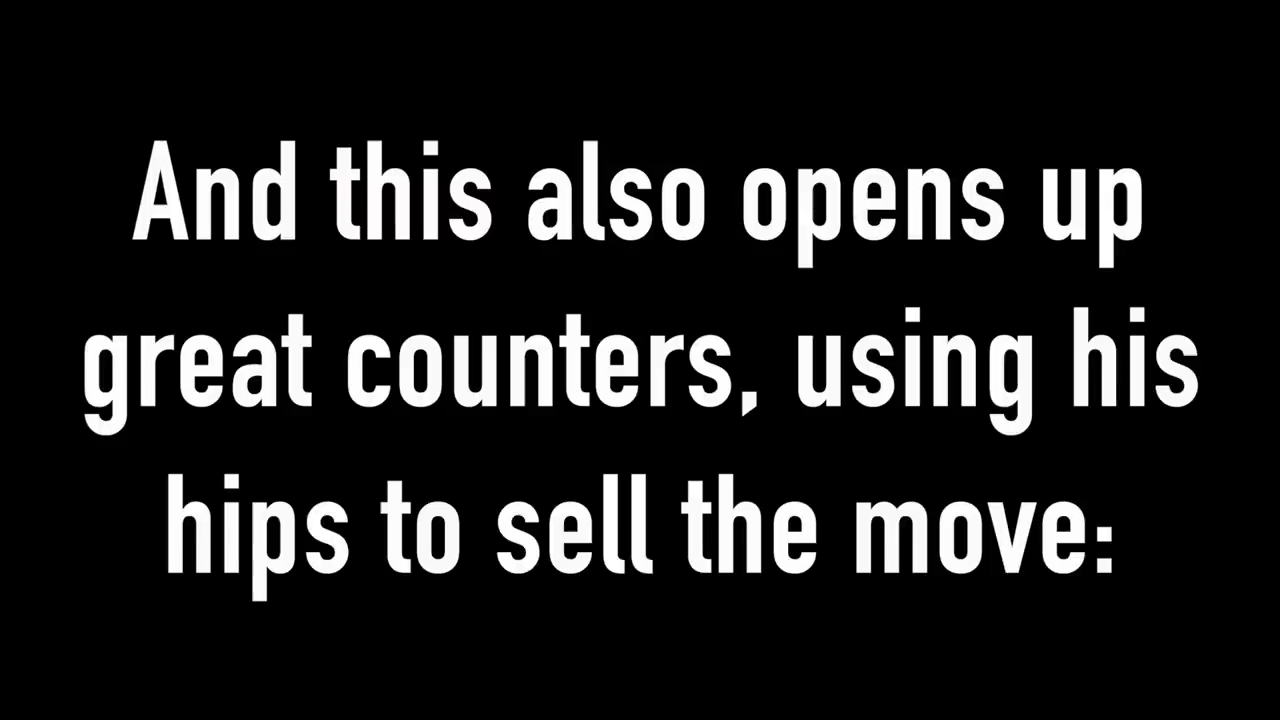 And this also opens up
great counters, using his
hips to sell the move: